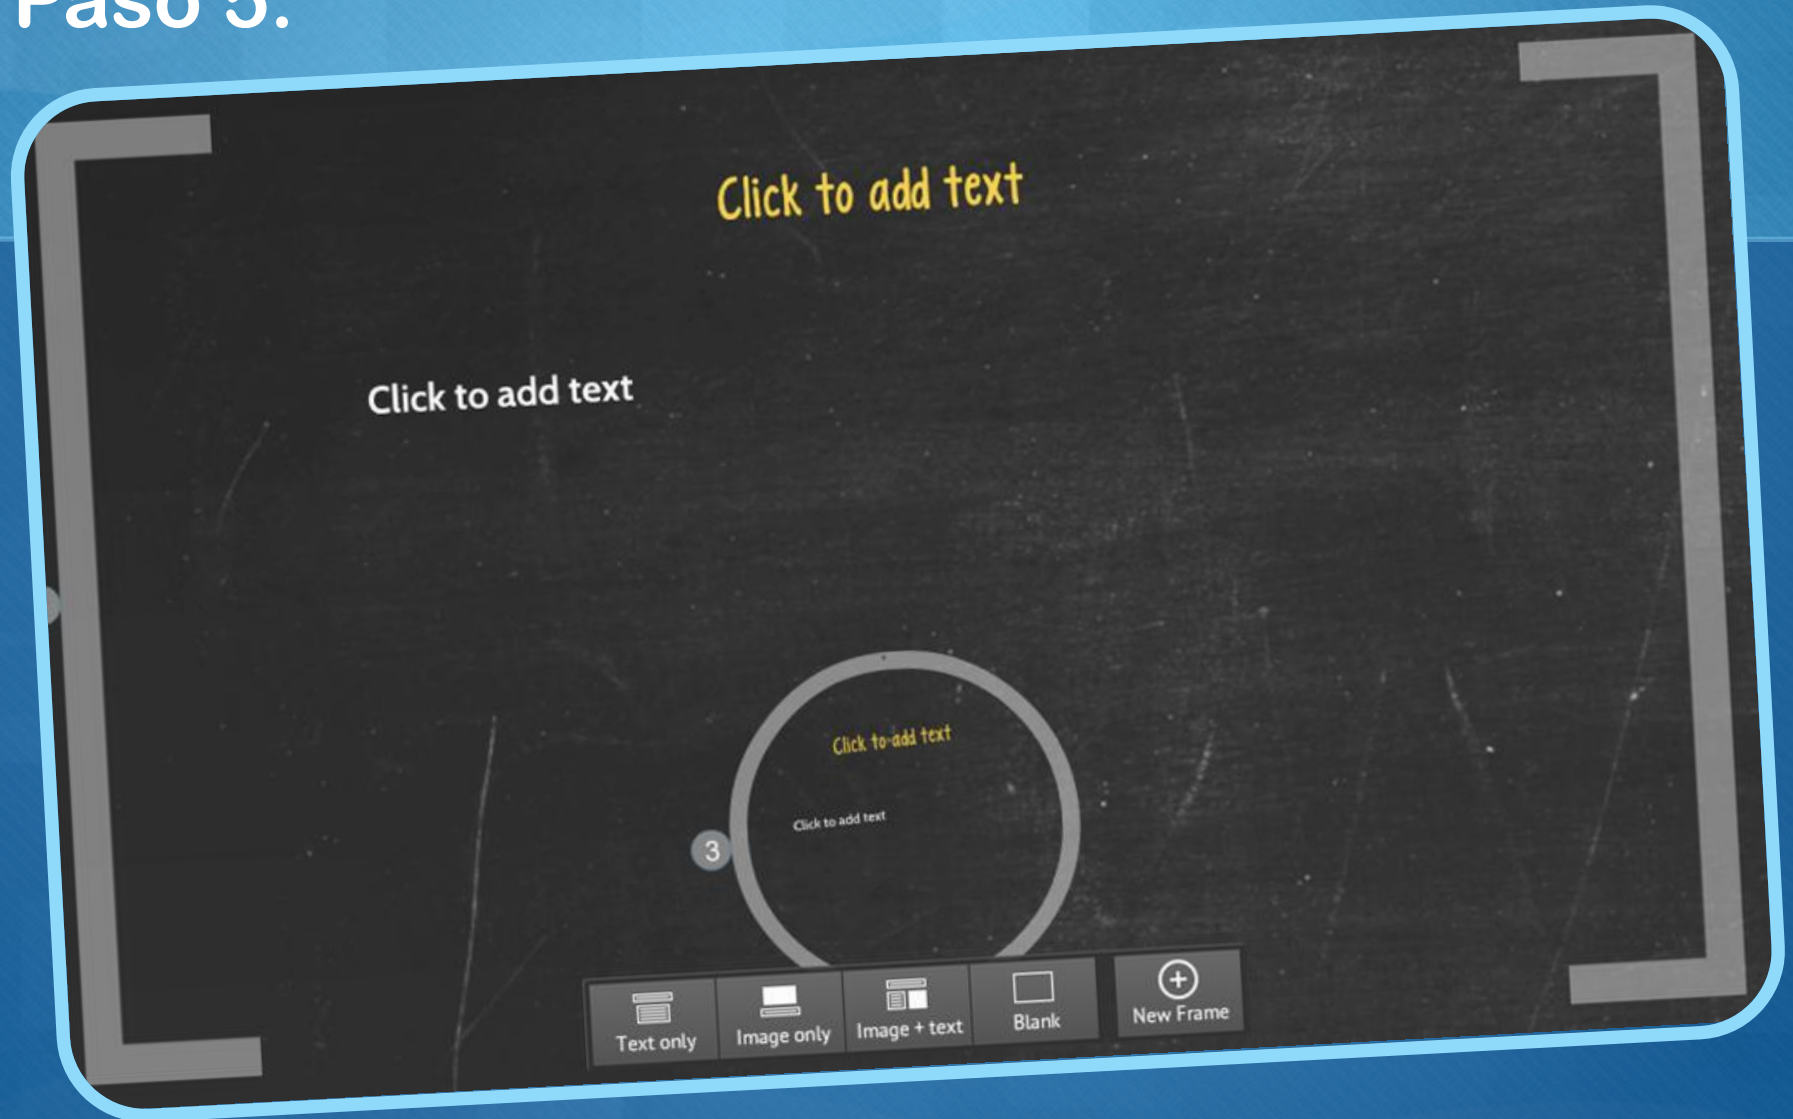 Paso 5.
Click to add text
Click to add text
Click to add text
Click to add text
3
Text only
Image only
Image + text
Blank
New Frame